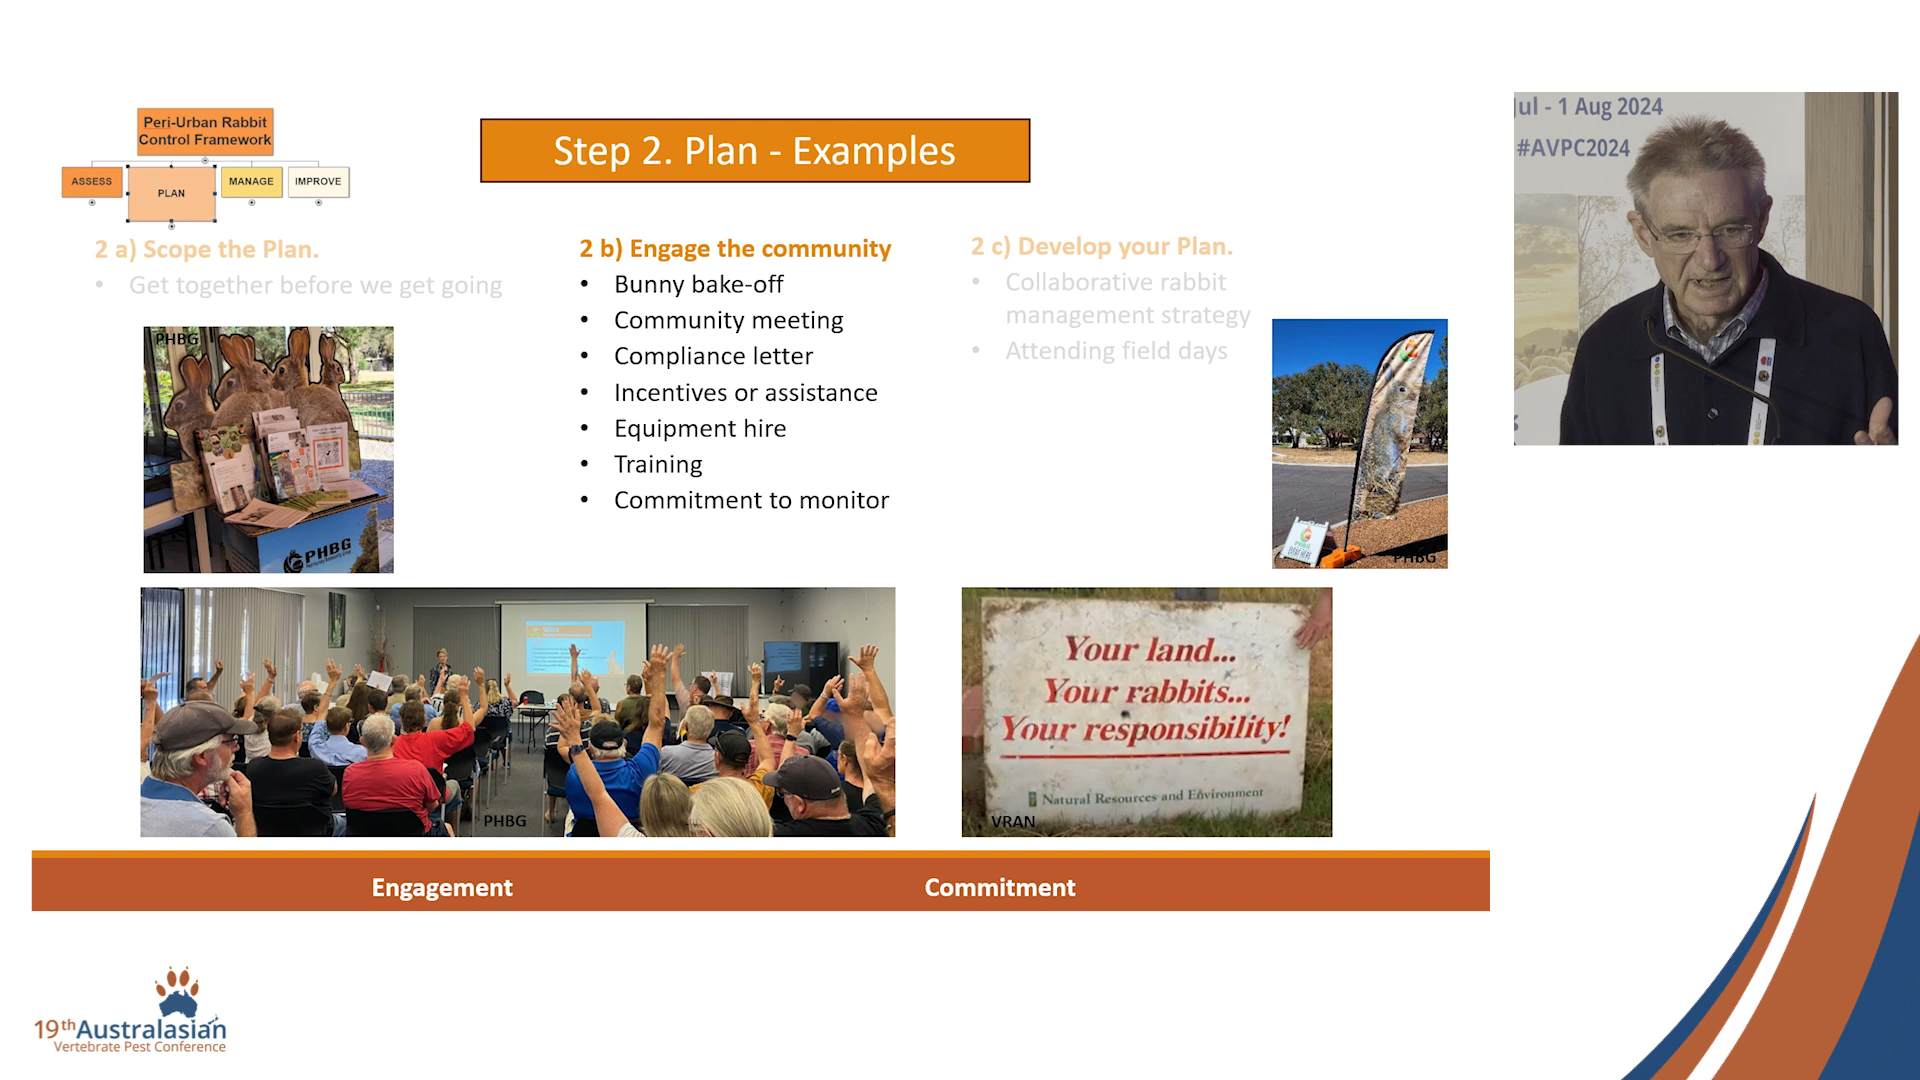 Peri-Urban Rabbit
Control Framework
ASSESS
PLAN
MANAGE
IMPROVE
Step 2. Plan - Examples
2 a) Scope the Plan.
• Get together before we get going
PHBG
PHBG
2 b) Engage the community
• Bunny bake-off
• Community meeting
• Compliance letter
• Incentives or assistance
• Equipment hire
• Training
• Commitment to monitor
2 c) Develop your Plan.
• Collaborative rabbit
management strategy
• Attending field days
PHBG
PHBG
PHBG
Your land...
Your rabbits...
Your responsibility!
Natural Resources and Environment
VRAN
Engagement
Commitment
Jul - 1 Aug 2024
#AVPC2024
19th Australasian
Vertebrate Pest Conference